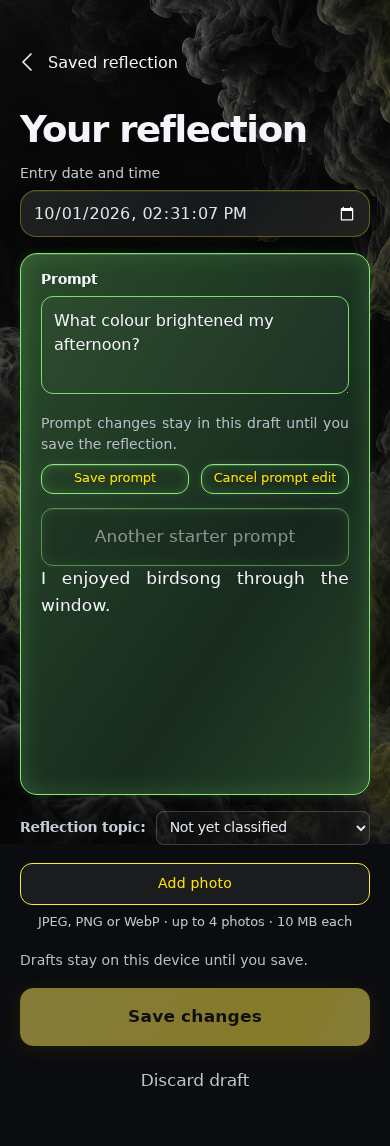 Saved reflection
Your reflection
Entry date and time
10/01/2026, 02:31:07 PM
Prompt
What colour brightened my
afternoon?
Prompt changes stay in this draft until you
save the reflection.
Save prompt
Cancel prompt edit
Another starter prompt
I enjoyed birdsong through the
window.
Reflection topic:
Not yet classified
Add photo
JPEG, PNG or WebP · up to 4 photos · 10 MB each
Drafts stay on this device until you save.
Save changes
Discard draft